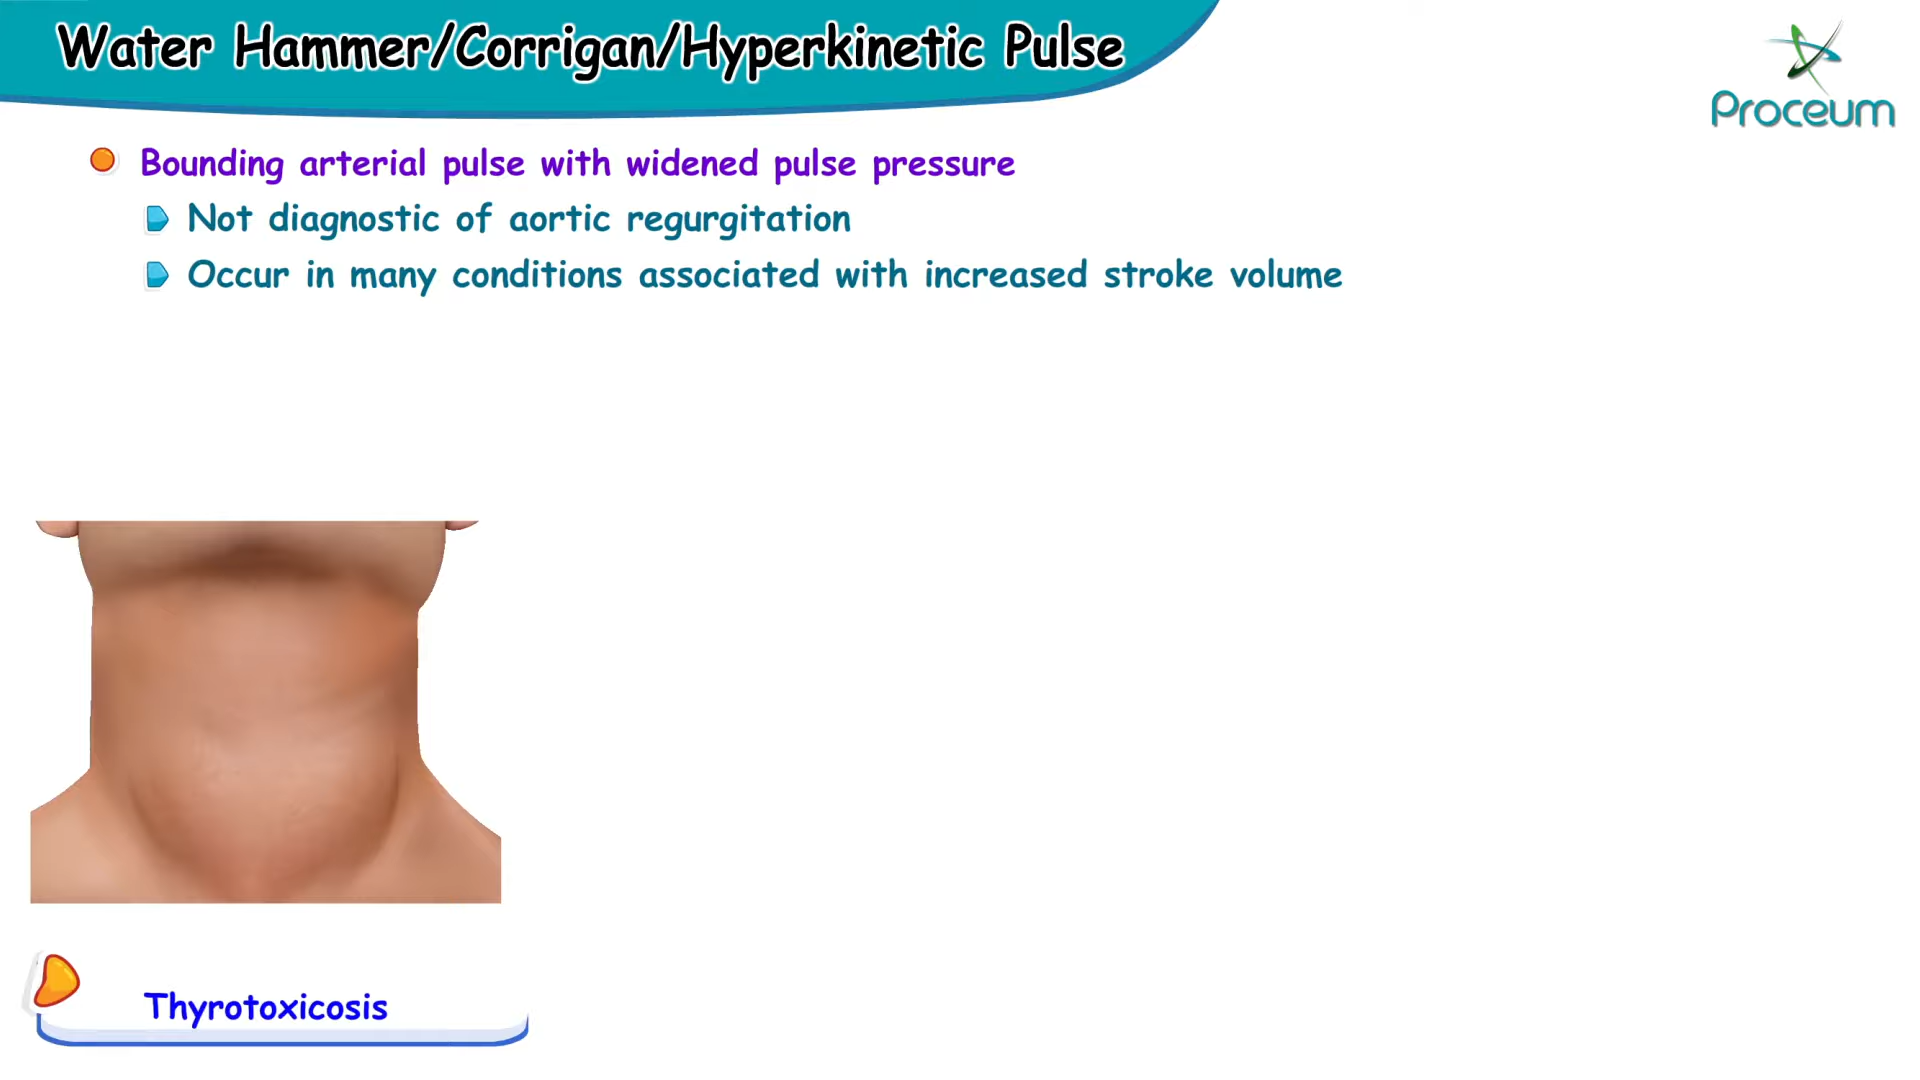 Water Hammer/Corrigan/Hyperkinetic Pulse
Proceum
Bounding arterial pulse with widened pulse pressure
Not diagnostic of aortic regurgitation
Occur in many conditions associated with increased stroke volume
Thyrotoxicosis